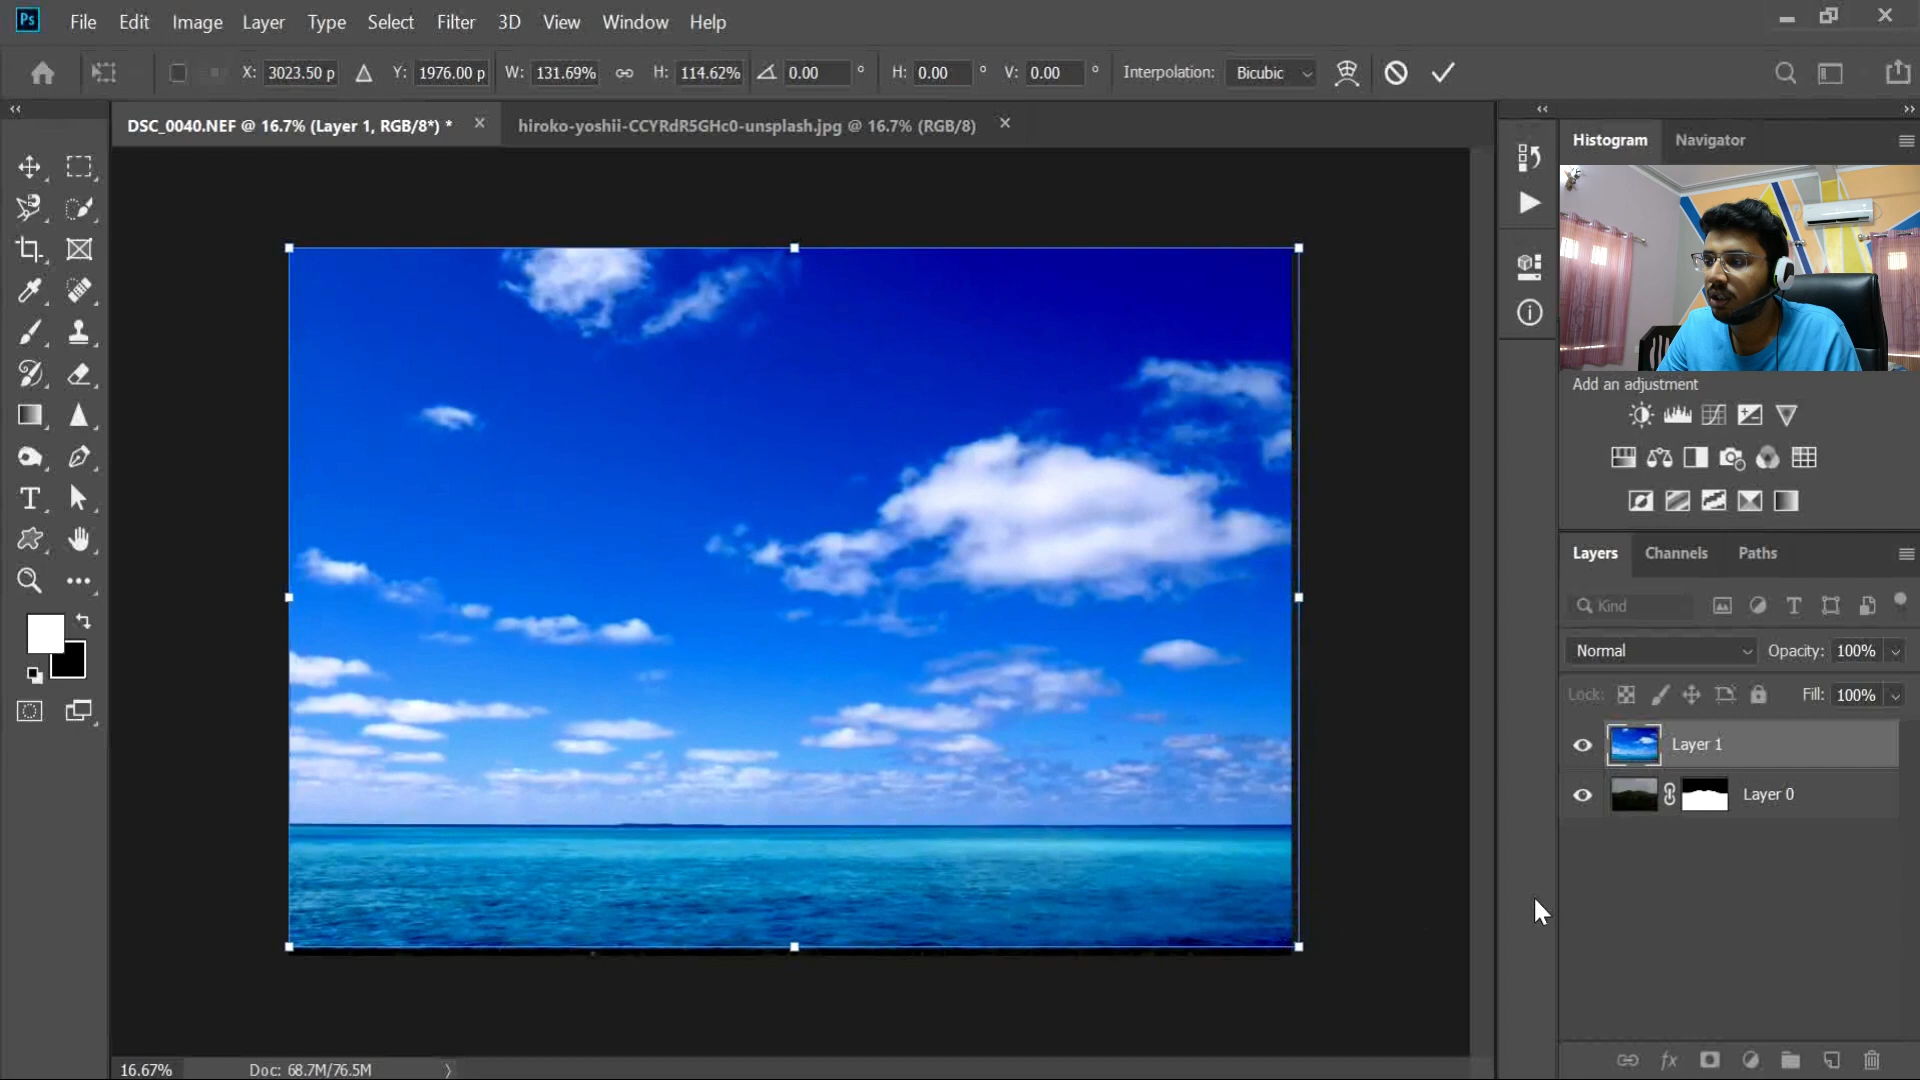 Ps File Edit Image Layer Type Select Filter 3D View Window Help
X: 3023.50 p Y: 1976.00 p W: 131.69% H: 114.62% 0.00 ° H: 0.00 ° V: 0.00 ° Interpolation: Bicubic
DSC_0040.NEF @ 16.7% (Layer 1, RGB/8*) * hiroko-yoshii-CCYRdR5GHc0-unsplash.jpg @ 16.7% (RGB/8)
Histogram Navigator
Add an adjustment
Layers Channels Paths
Kind
Normal Opacity: 100%
Lock: Fill: 100%
Layer 1
Layer 0
16.67% Doc: 68.7M/76.5M